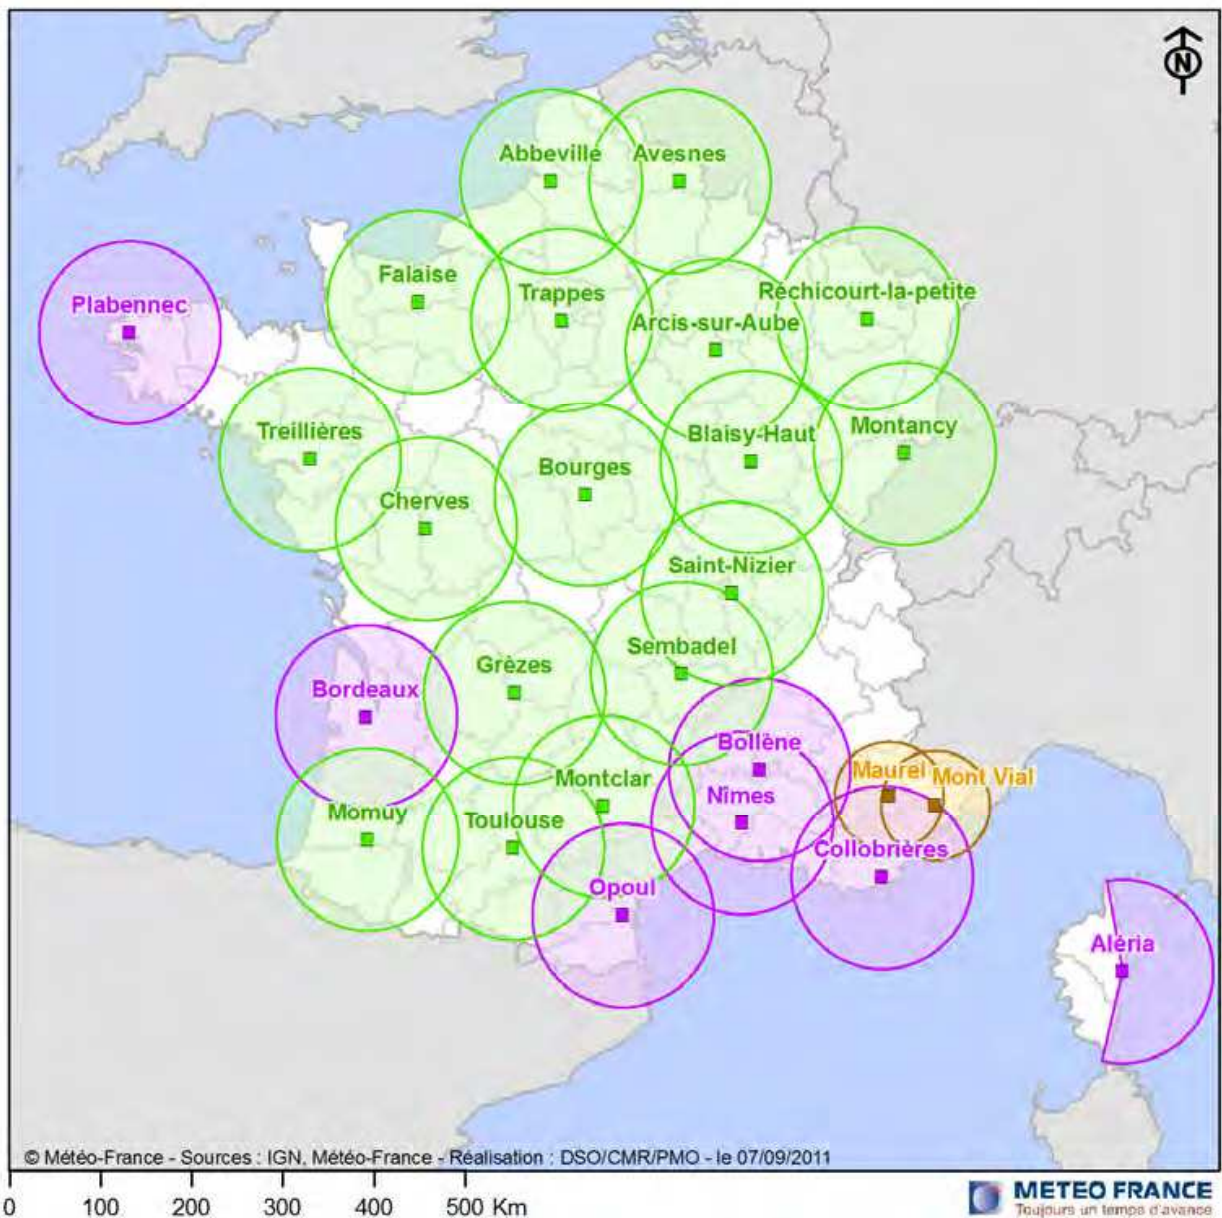 N
Abbeville
Avesnes
Falaise
Trappes
Réchicourt-la-petite
Plabennec
Arcis-sur-Aube
Treillières
Blaisy-Haut
Montancy
Bourges
Cherves
Saint-Nizier
Sembadel
Grèzes
Bordeaux
Bollène
Montclar
Maurel
Mont Vial
Nîmes
Momuy
Toulouse
Collobrières
Opoul
Aléria
© Météo-France - Sources : IGN, Météo-France - Réalisation : DSO/CMR/PMO - le 07/09/2011
0 100 200 300 400 500 Km
METEO FRANCE
Toujours un temps d'avance